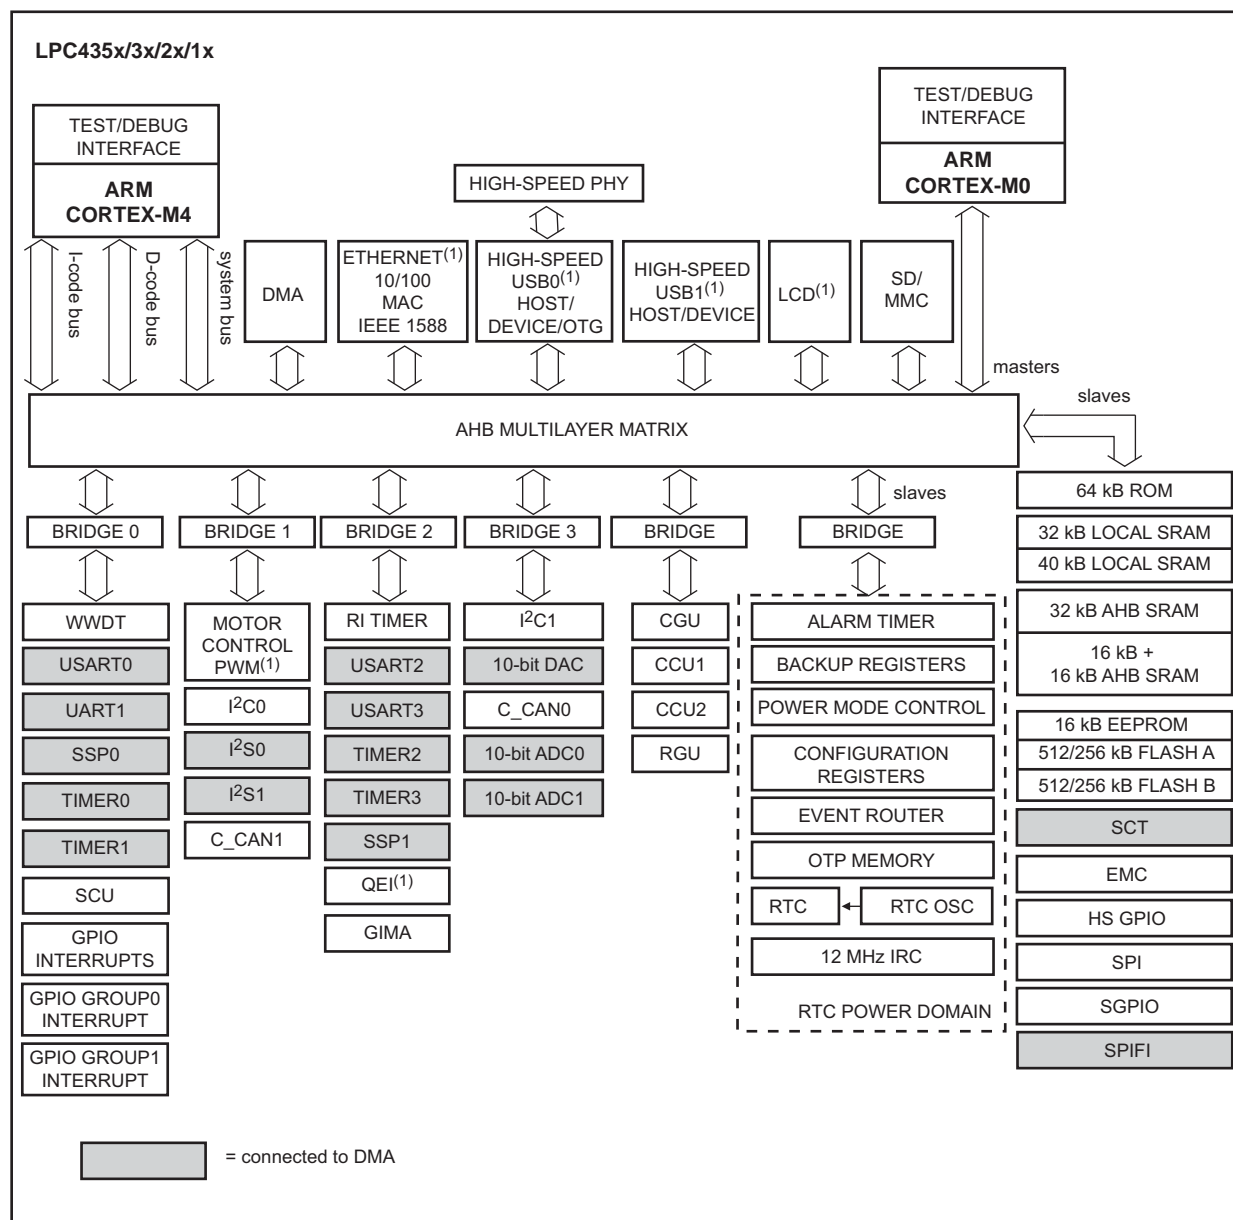 LPC435x/3x/2x/1x
TEST/DEBUG
INTERFACE
ARM
CORTEX-M4
TEST/DEBUG
INTERFACE
ARM
CORTEX-M0
HIGH-SPEED PHY
I-code bus
D-code bus
system bus
DMA
ETHERNET(1)
10/100
MAC
IEEE 1588
HIGH-SPEED
USB0(1)
HOST/
DEVICE/OTG
HIGH-SPEED
USB1(1)
HOST/DEVICE
LCD(1)
SD/
MMC
masters
slaves
AHB MULTILAYER MATRIX
slaves
BRIDGE 0
BRIDGE 1
BRIDGE 2
BRIDGE 3
BRIDGE
BRIDGE
WWDT
USART0
UART1
SSP0
TIMER0
TIMER1
SCU
GPIO
INTERRUPTS
GPIO GROUP0
INTERRUPT
GPIO GROUP1
INTERRUPT
MOTOR
CONTROL
PWM(1)
I2C0
I2S0
I2S1
C_CAN1
RI TIMER
USART2
USART3
TIMER2
TIMER3
SSP1
QEI(1)
GIMA
I2C1
10-bit DAC
C_CAN0
10-bit ADC0
10-bit ADC1
CGU
CCU1
CCU2
RGU
ALARM TIMER
BACKUP REGISTERS
POWER MODE CONTROL
CONFIGURATION
REGISTERS
EVENT ROUTER
OTP MEMORY
RTC
RTC OSC
12 MHz IRC
RTC POWER DOMAIN
64 kB ROM
32 kB LOCAL SRAM
40 kB LOCAL SRAM
32 kB AHB SRAM
16 kB +
16 kB AHB SRAM
16 kB EEPROM
512/256 kB FLASH A
512/256 kB FLASH B
SCT
EMC
HS GPIO
SPI
SGPIO
SPIFI
= connected to DMA